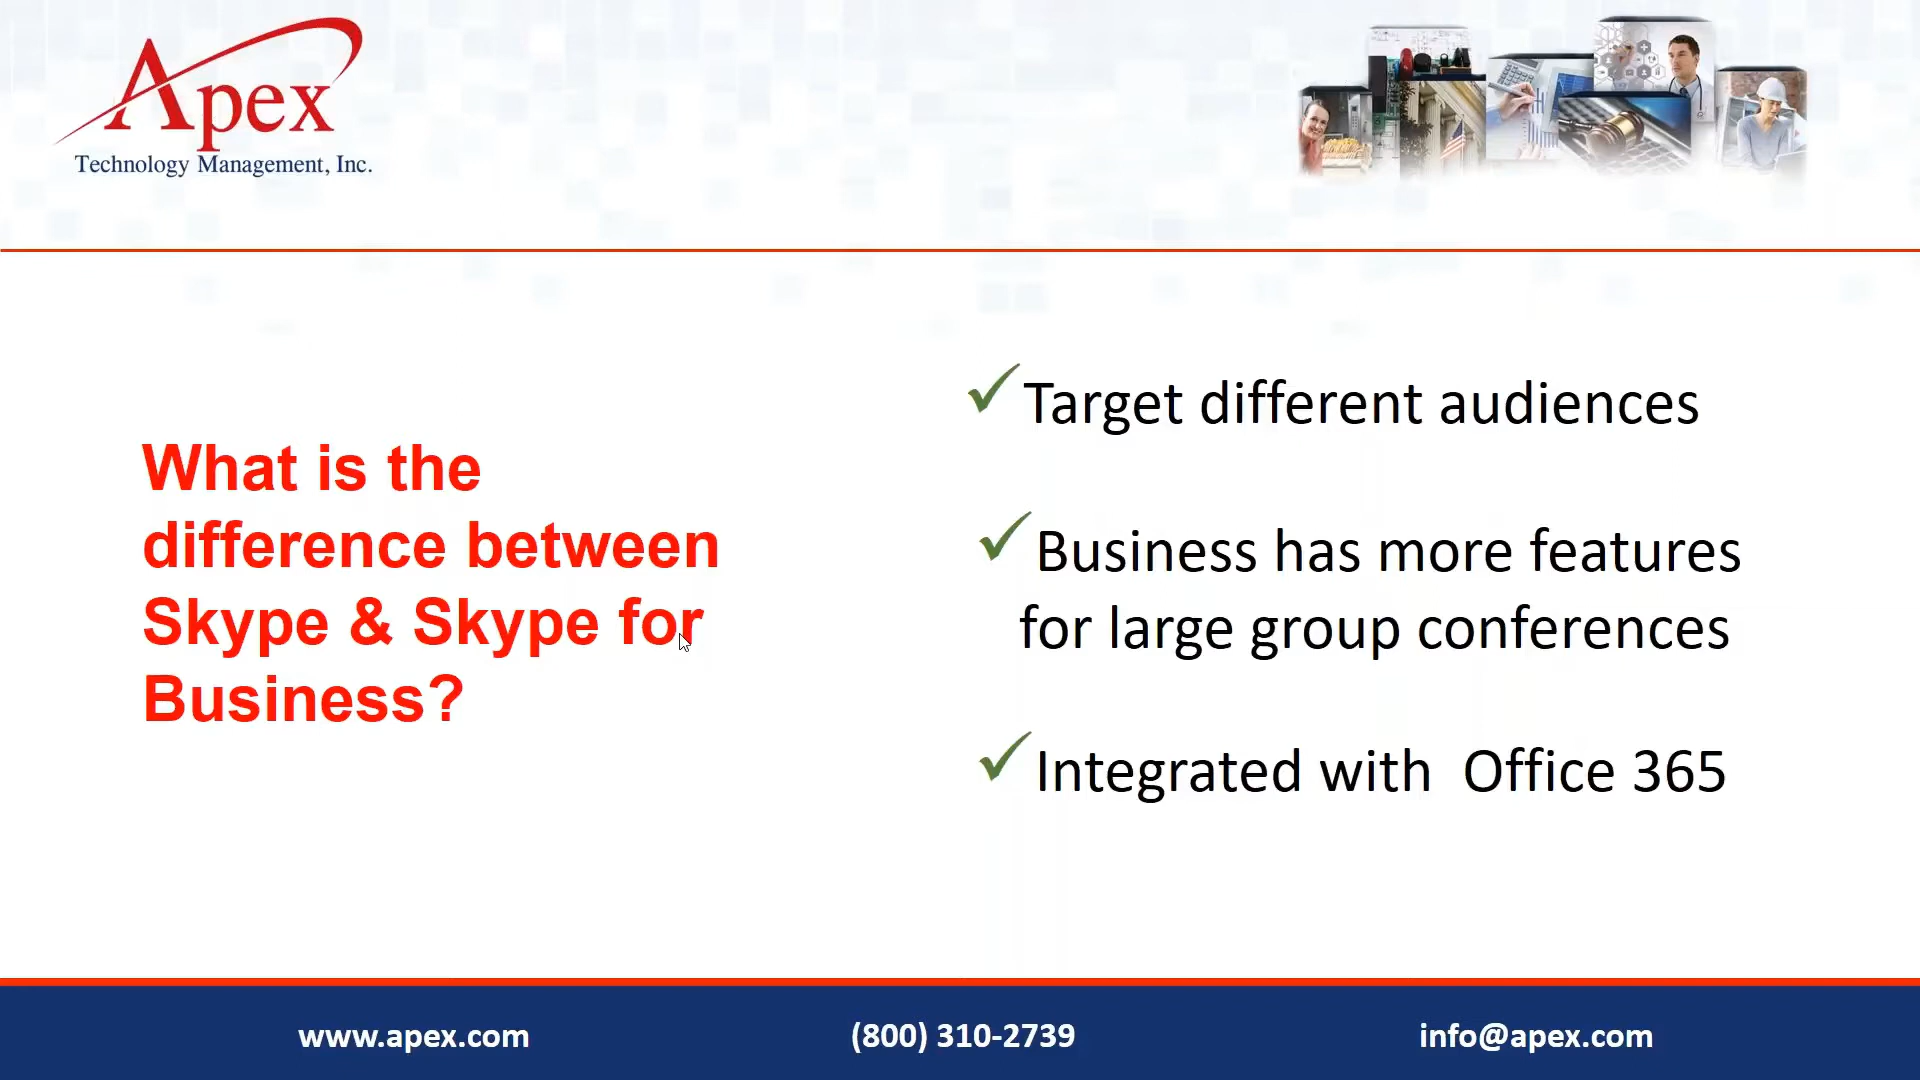 Apex
Technology Management, Inc.
What is the
difference between
Skype & Skype for
Business?
Target different audiences
Business has more features
for large group conferences
Integrated with  Office 365
www.apex.com
(800) 310-2739
info@apex.com